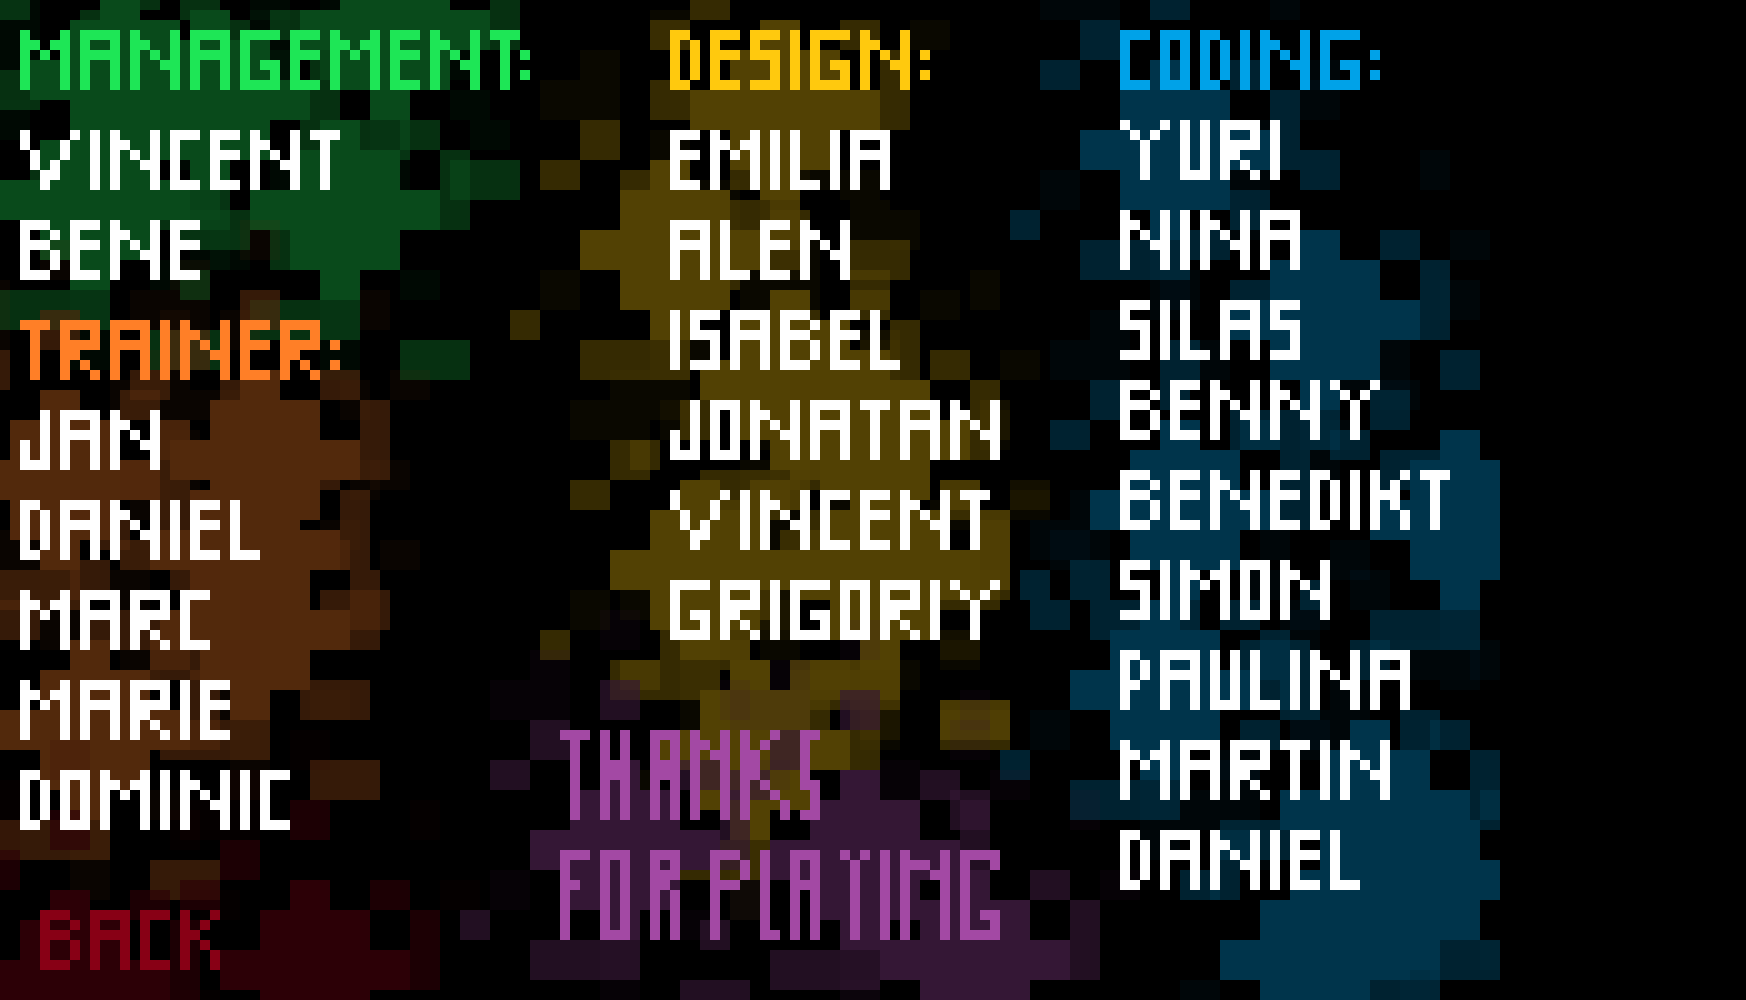 MANAGEMENT:
VINCENT
BENE
TRAINER:
JAN
DANIEL
MARC
MARIE
DOMINIC
BACK
DESIGN:
EMILIA
ALEN
ISABEL
JONATAN
VINCENT
GRIGORIY
THANKS
FOR PLAYING
CODING:
YURI
NINA
SILAS
BENNY
BENEDIKT
SIMON
PAULINA
MARTIN
DANIEL